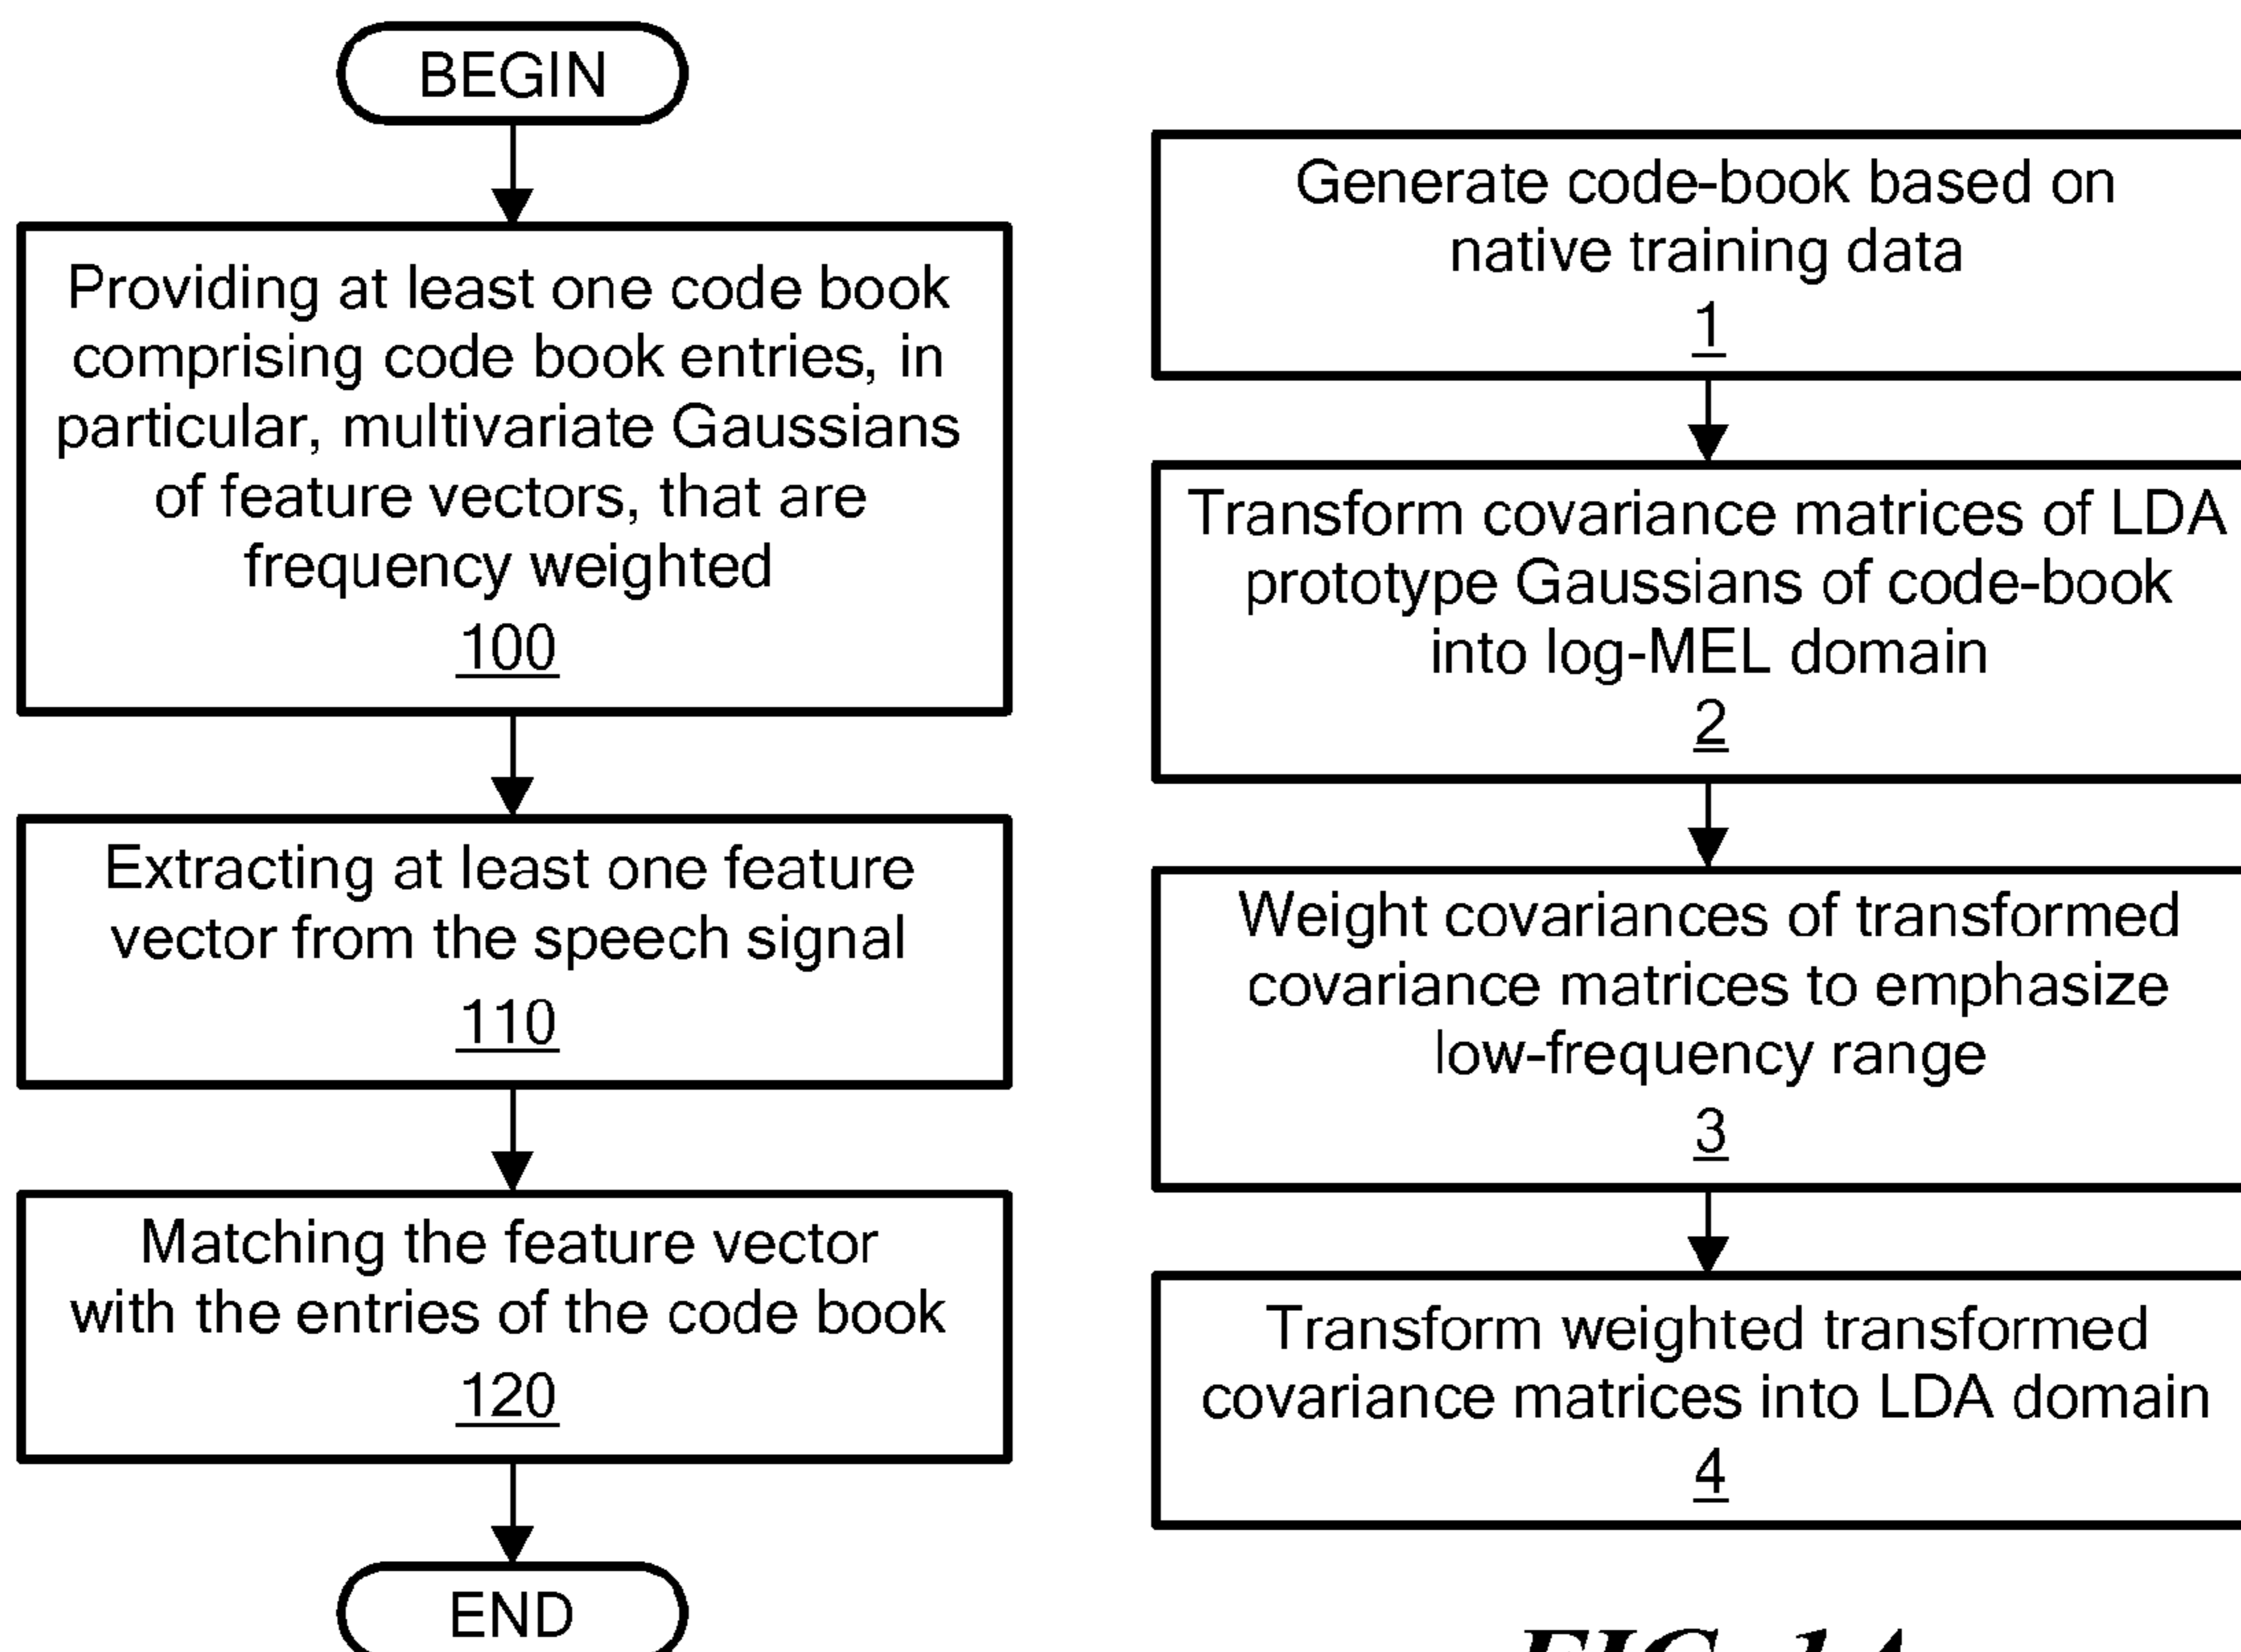 BEGIN
Providing at least one code book
comprising code book entries, in
particular, multivariate Gaussians
of feature vectors, that are
frequency weighted
100
Extracting at least one feature
vector from the speech signal
110
Matching the feature vector
with the entries of the code book
120
END
Generate code-book based on
native training data
1
Transform covariance matrices of LDA
prototype Gaussians of code-book
into log-MEL domain
2
Weight covariances of transformed
covariance matrices to emphasize
low-frequency range
3
Transform weighted transformed
covariance matrices into LDA domain
4
FIG. 1A